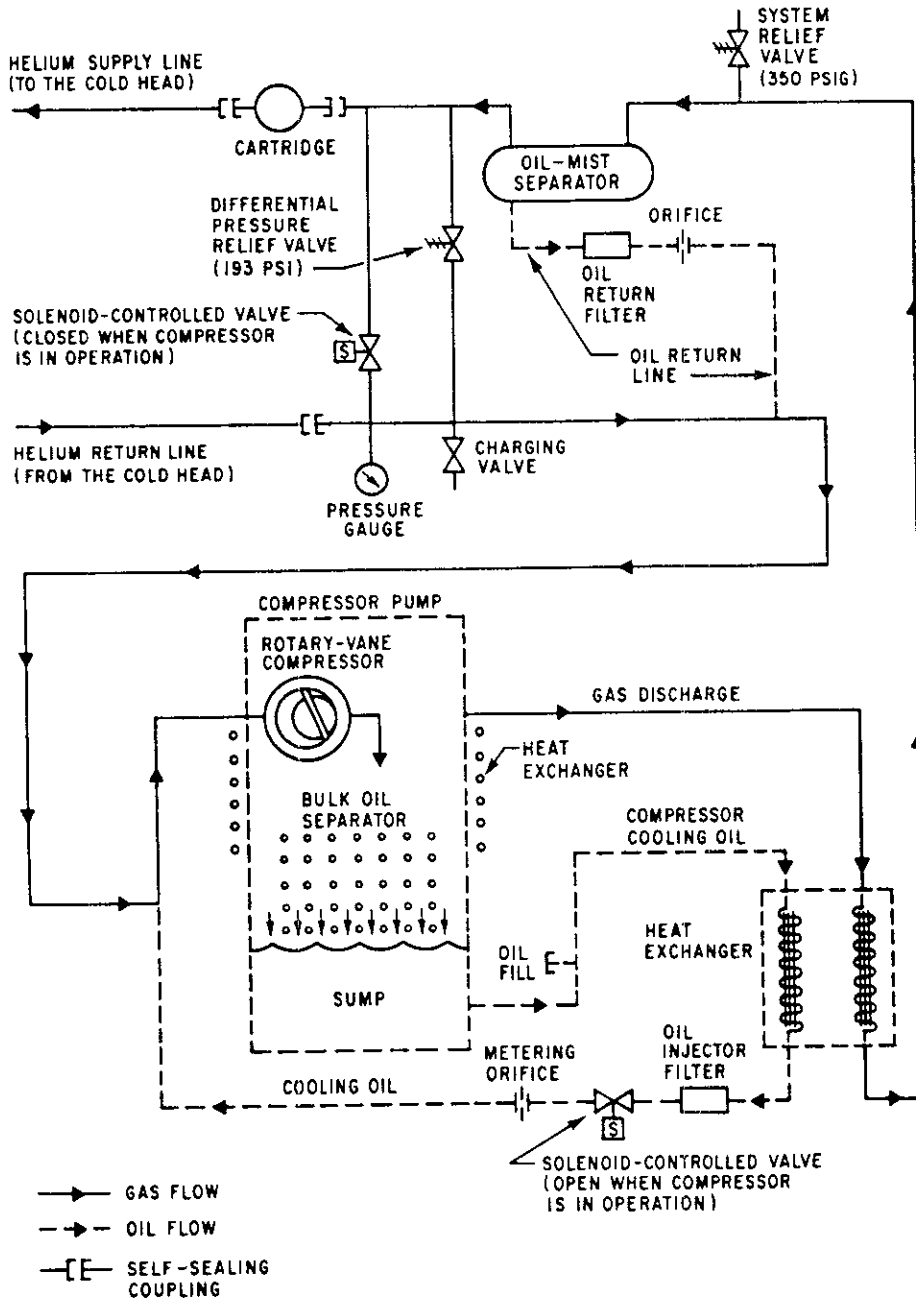 SYSTEM
RELIEF
VALVE
(350 PSIG)
HELIUM SUPPLY LINE
(TO THE COLD HEAD)
CARTRIDGE
OIL-MIST
SEPARATOR
DIFFERENTIAL
PRESSURE
RELIEF VALVE
(193 PSI)
ORIFICE
OIL
RETURN
FILTER
SOLENOID-CONTROLLED VALVE
(CLOSED WHEN COMPRESSOR
IS IN OPERATION)
S
OIL RETURN
LINE
HELIUM RETURN LINE
(FROM THE COLD HEAD)
CHARGING
VALVE
PRESSURE
GAUGE
COMPRESSOR PUMP
ROTARY-VANE
COMPRESSOR
GAS DISCHARGE
HEAT
EXCHANGER
BULK OIL
SEPARATOR
COMPRESSOR
COOLING OIL
HEAT
EXCHANGER
OIL
FILL
SUMP
METERING
ORIFICE
OIL
INJECTOR
FILTER
COOLING OIL
S
SOLENOID-CONTROLLED VALVE
(OPEN WHEN COMPRESSOR
IS IN OPERATION)
GAS FLOW
OIL FLOW
SELF-SEALING
COUPLING